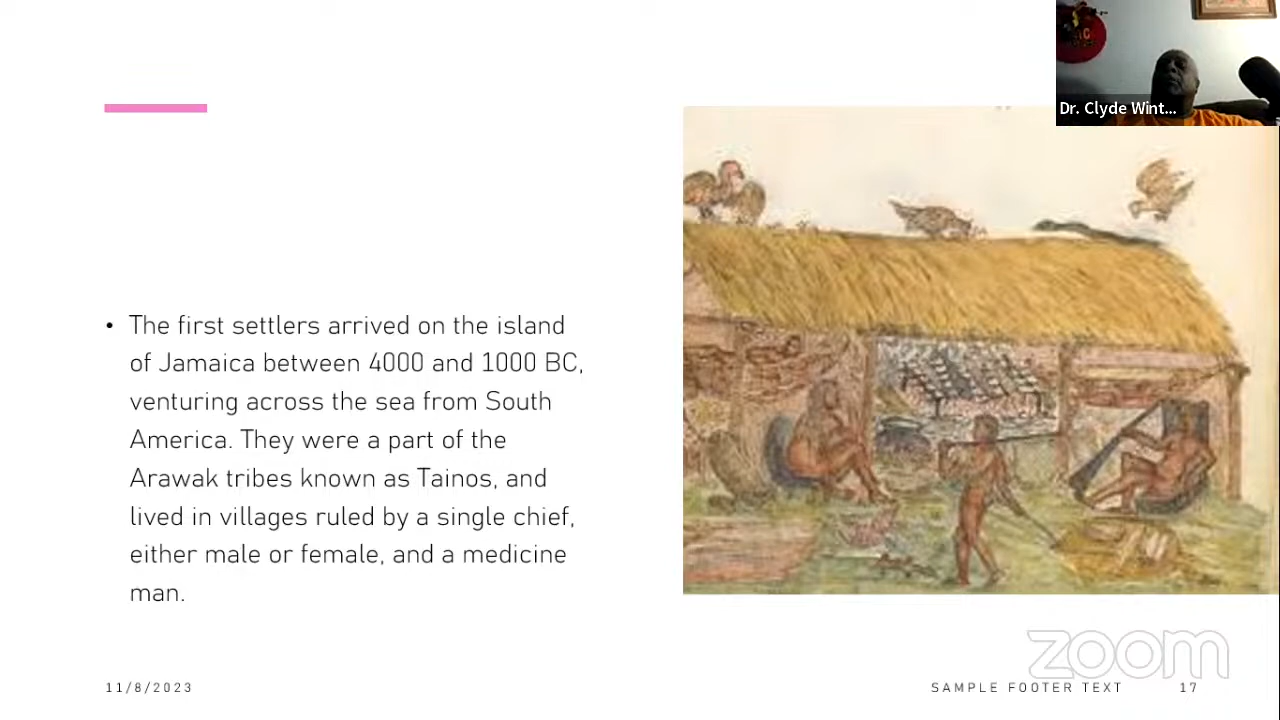 Dr. Clyde Wint...
• The first settlers arrived on the island
of Jamaica between 4000 and 1000 BC,
venturing across the sea from South
America. They were a part of the
Arawak tribes known as Tainos, and
lived in villages ruled by a single chief,
either male or female, and a medicine
man.
zoom
11/8/2023
SAMPLE FOOTER TEXT
17